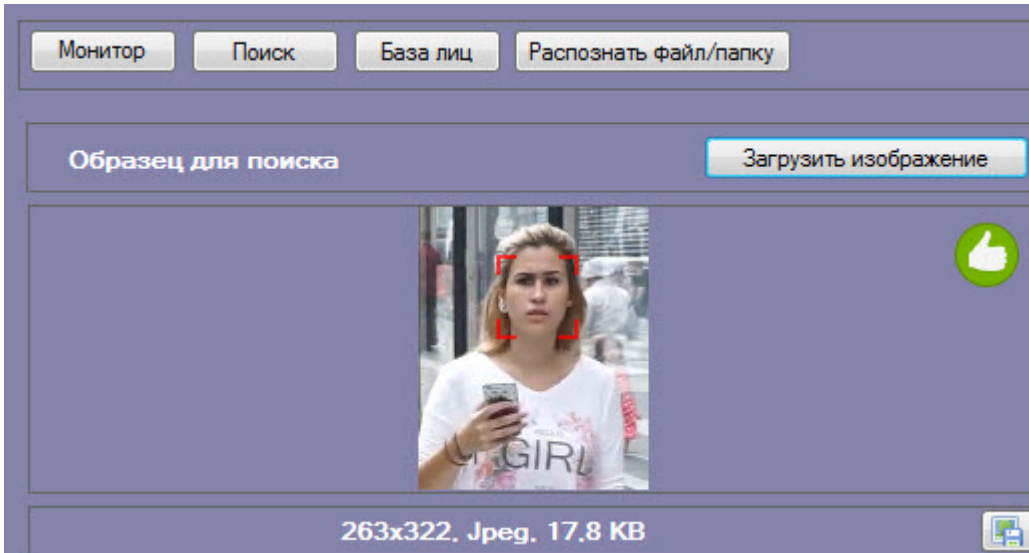 Монитор Поиск База лиц Распознать файл/папку
Образец для поиска Загрузить изображение
GIRL
263x322, Jpeg, 17,8 KB